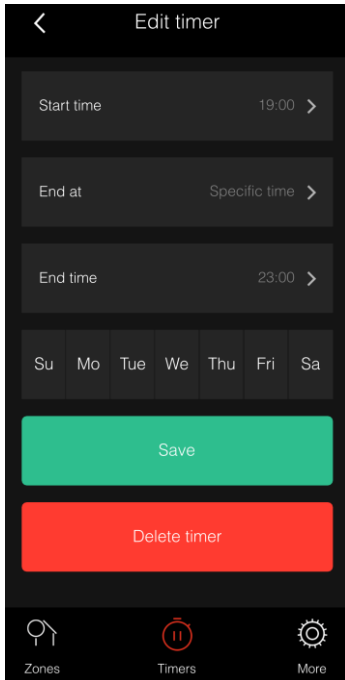 Edit timer
Start time 19:00
End at Specific time
End time 23:00
Su Mo Tue We Thu Fri Sa
Save
Delete timer
Zones Timers More